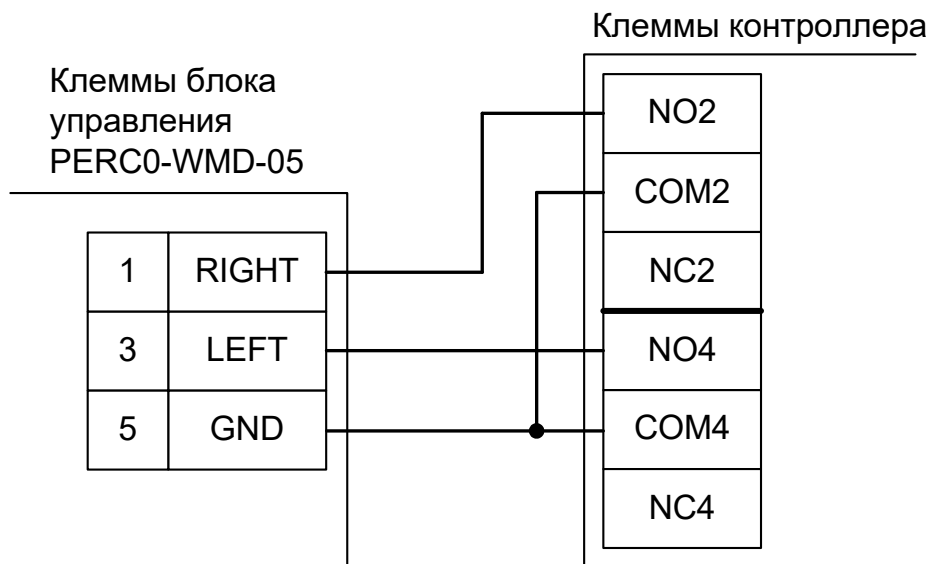 Клеммы контроллера
Клеммы блока
управления
PERC0-WMD-05
NO2
COM2
NC2
NO4
COM4
NC4
1 RIGHT
3 LEFT
5 GND